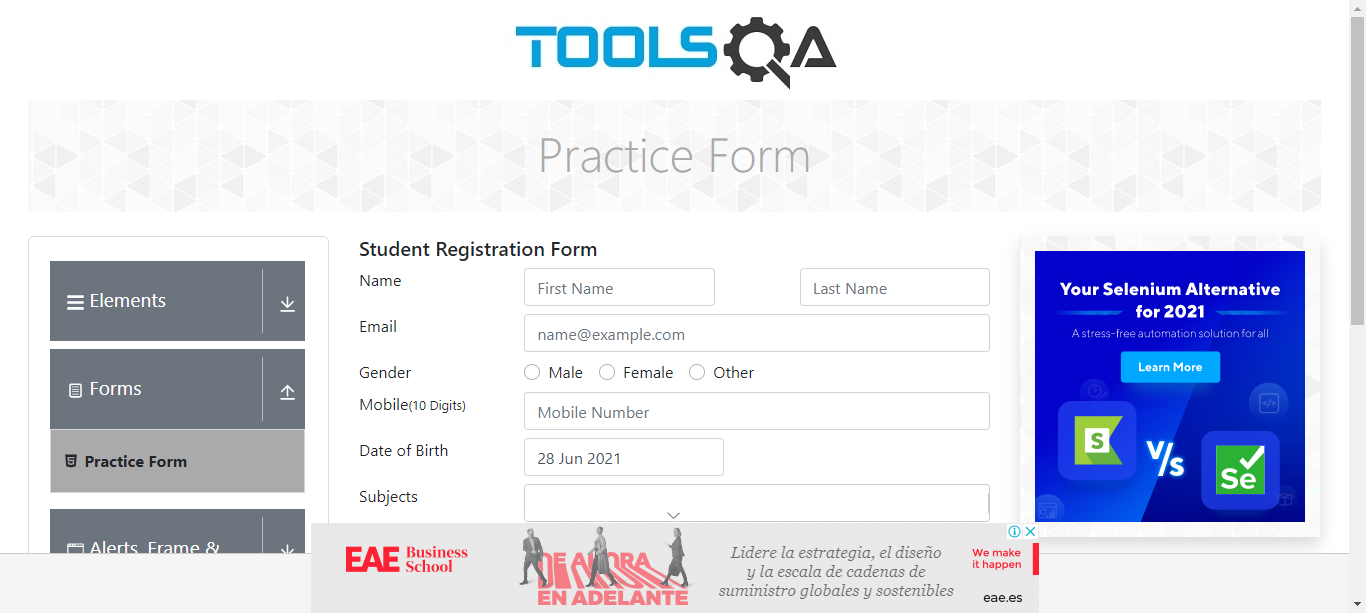 TOOLSQA
Practice Form
Elements
Forms
Practice Form
Alerts, Frame &
Student Registration Form
Name
First Name
Last Name
Email
name@example.com
Gender
Male
Female
Other
Mobile(10 Digits)
Mobile Number
Date of Birth
28 Jun 2021
Subjects
Your Selenium Alternative
for 2021
A stress-free automation solution for all
Learn More
S
V/s
Se
EAE Business
School
DE AHORA
EN ADELANTE
Lidere la estrategia, el diseño
y la escala de cadenas de
suministro globales y sostenibles
We make
it happen
eae.es